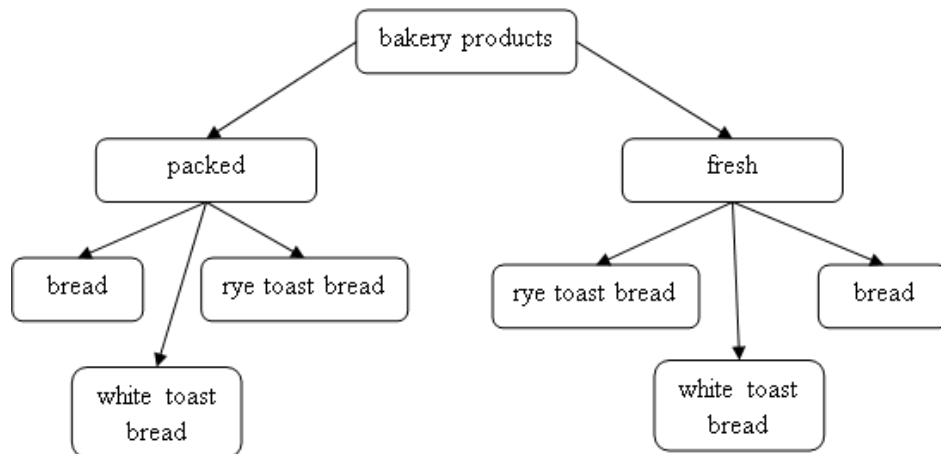 bakery products
packed
fresh
bread
rye toast bread
rye toast bread
bread
white toast
bread
white toast
bread